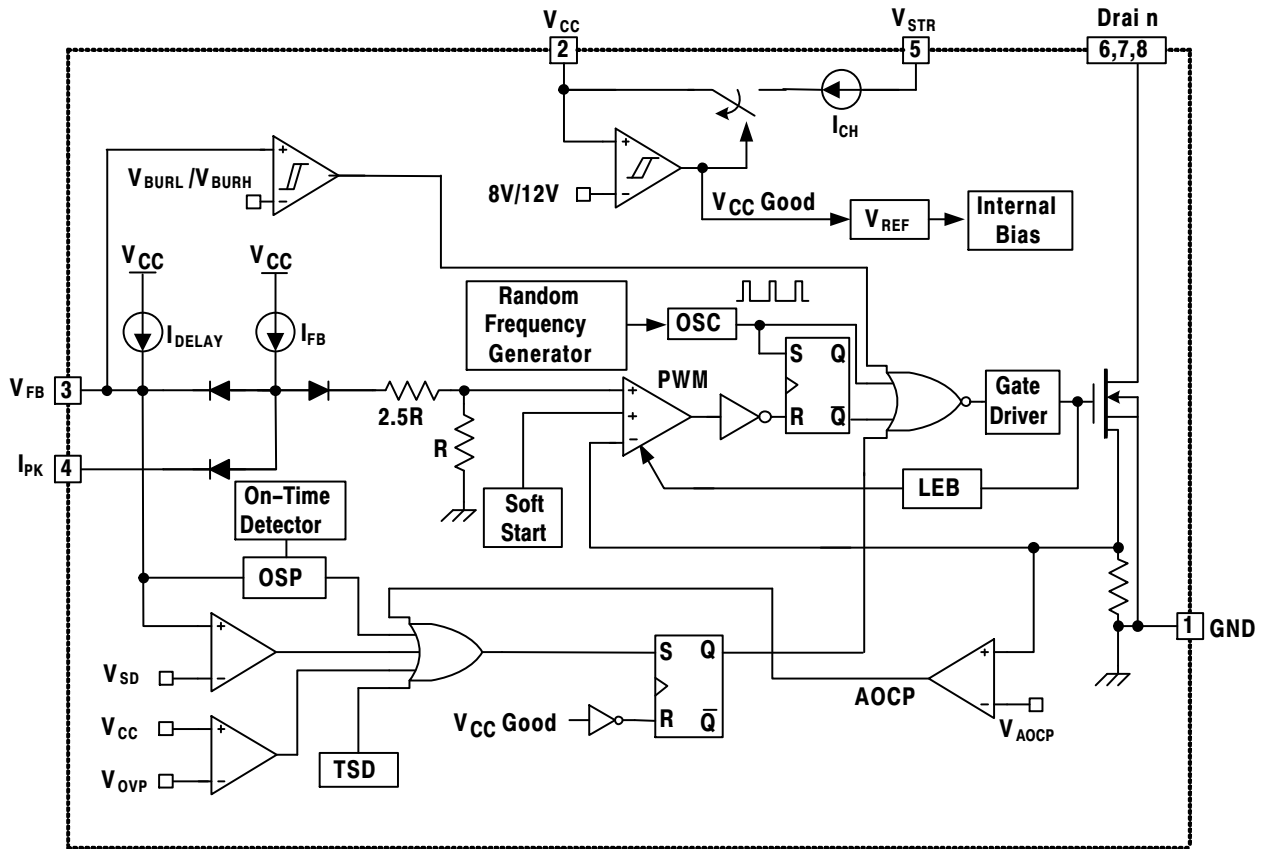 VCC
VSTR
Drai n
2
5
6,7,8
ICH
+
−
VBURL /VBURH
8V/12V
+
−
VCC Good
VREF
Internal
Bias
VCC
VCC
IDELAY
IFB
Random
Frequency
Generator
OSC
S Q
R Q̅
VFB 3
2.5R
R
PWM
+
+
−
Gate
Driver
IPK 4
LEB
On−Time
Detector
Soft
Start
OSP
+
−
VSD
S Q
R Q̅
VCC Good
+
−
AOCP
VAOCP
1 GND
VCC
+
−
VOVP
TSD